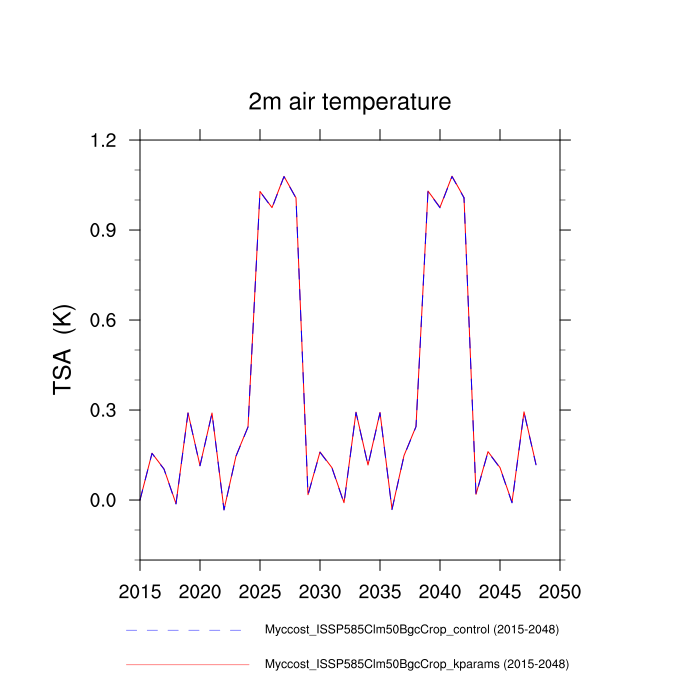 2m air temperature
1.2
0.9
0.6
0.3
0.0
TSA (K)
2015 2020 2025 2030 2035 2040 2045 2050
Myccost_ISSP585Clm50BgcCrop_control (2015-2048)
Myccost_ISSP585Clm50BgcCrop_kparams (2015-2048)